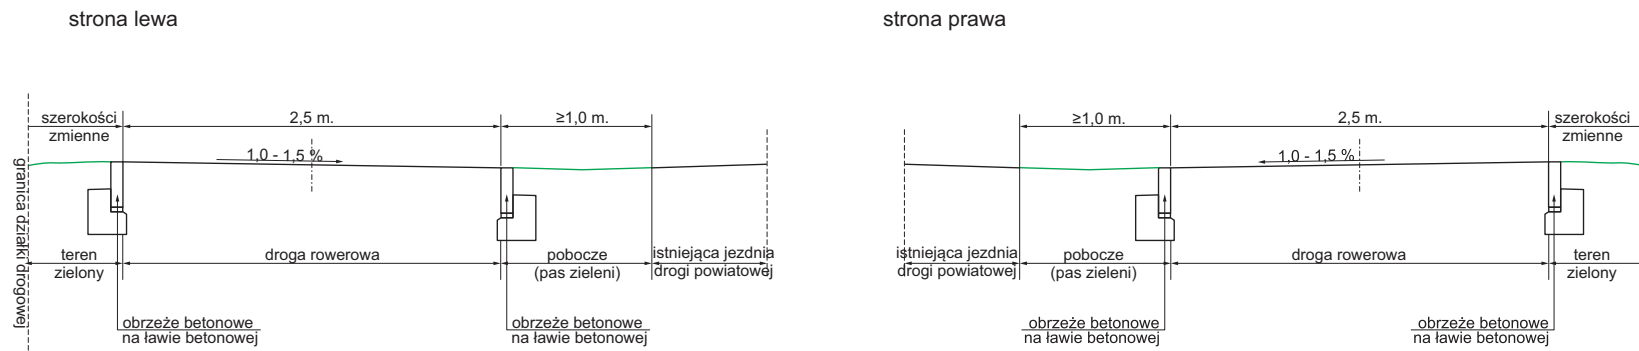 strona lewa
strona prawa
szerokości
zmienne
2,5 m.
≥1,0 m.
≥1,0 m.
2,5 m.
szerokości
zmienne
1,0 - 1,5 %
1,0 - 1,5 %
granica działki drogowej
teren
zielony
droga rowerowa
pobocze
(pas zieleni)
istniejąca jezdnia
drogi powiatowej
istniejąca jezdnia
drogi powiatowej
pobocze
(pas zieleni)
droga rowerowa
teren
zielony
obrzeże betonowe
na ławie betonowej
obrzeże betonowe
na ławie betonowej
obrzeże betonowe
na ławie betonowej
obrzeże betonowe
na ławie betonowej